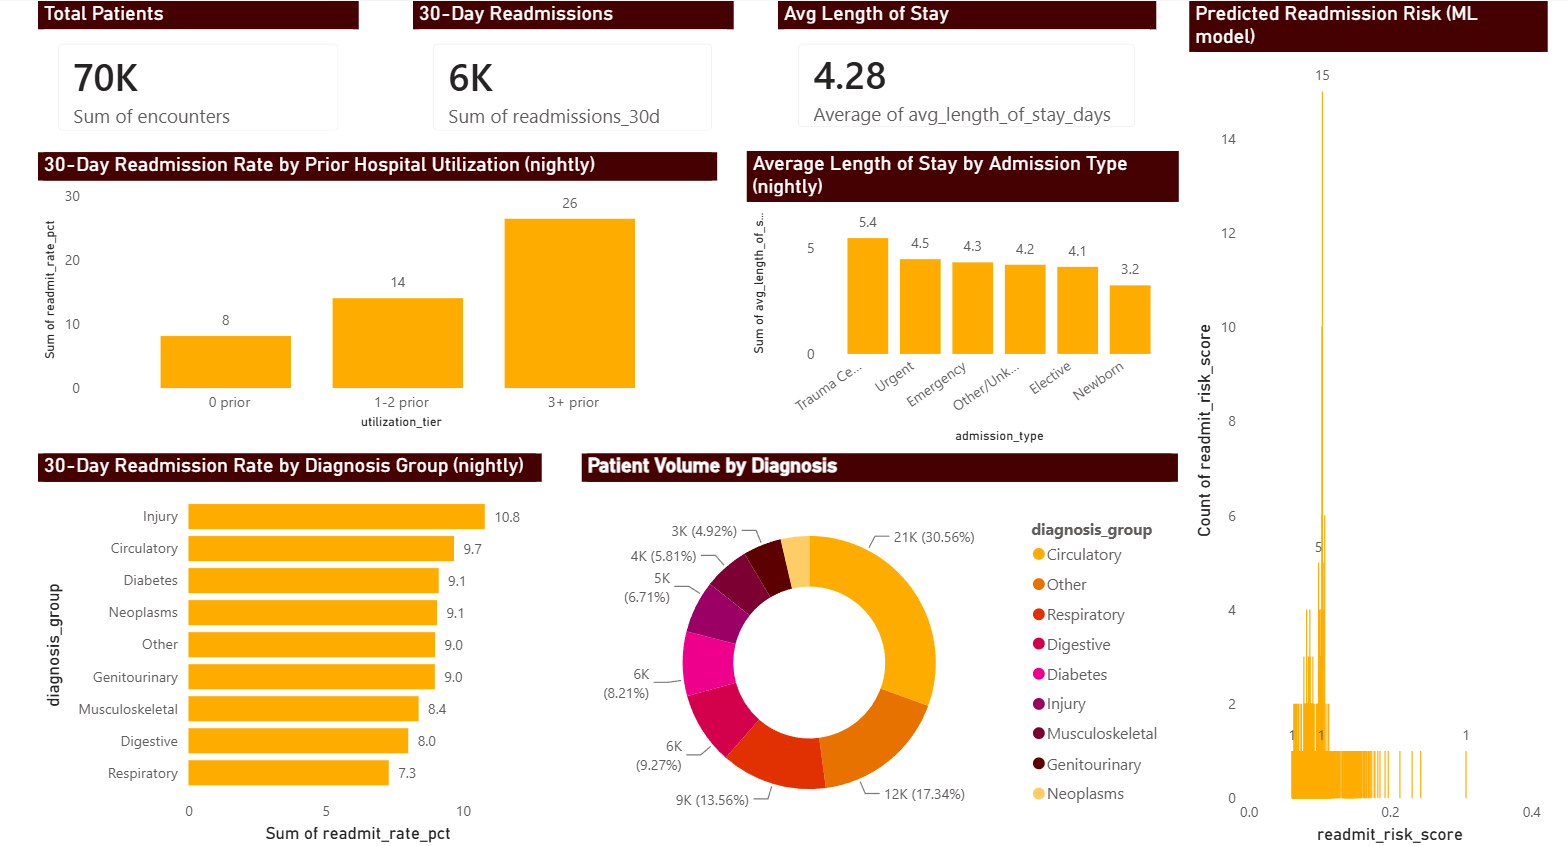 Total Patients
70K
Sum of encounters
30-Day Readmissions
6K
Sum of readmissions_30d
Avg Length of Stay
4.28
Average of avg_length_of_stay_days
30-Day Readmission Rate by Prior Hospital Utilization (nightly)
Sum of readmit_rate_pct
30
20
10
0
8
14
26
0 prior
1-2 prior
3+ prior
utilization_tier
Average Length of Stay by Admission Type
(nightly)
Sum of avg_length_of_s...
5
0
5.4
4.5
4.3
4.2
4.1
3.2
Trauma Ce...
Urgent
Emergency
Other/Unk...
Elective
Newborn
admission_type
30-Day Readmission Rate by Diagnosis Group (nightly)
diagnosis_group
Injury
10.8
Circulatory
9.7
Diabetes
9.1
Neoplasms
9.1
Other
9.0
Genitourinary
9.0
Musculoskeletal
8.4
Digestive
8.0
Respiratory
7.3
0
5
10
Sum of readmit_rate_pct
Patient Volume by Diagnosis
21K (30.56%)
12K (17.34%)
9K (13.56%)
6K
(9.27%)
6K
(8.21%)
5K
(6.71%)
4K (5.81%)
3K (4.92%)
diagnosis_group
Circulatory
Other
Respiratory
Digestive
Diabetes
Injury
Musculoskeletal
Genitourinary
Neoplasms
Predicted Readmission Risk (ML
model)
Count of readmit_risk_score
14
12
10
8
6
4
2
0
15
5
1
1
1
0.0
0.2
0.4
readmit_risk_score